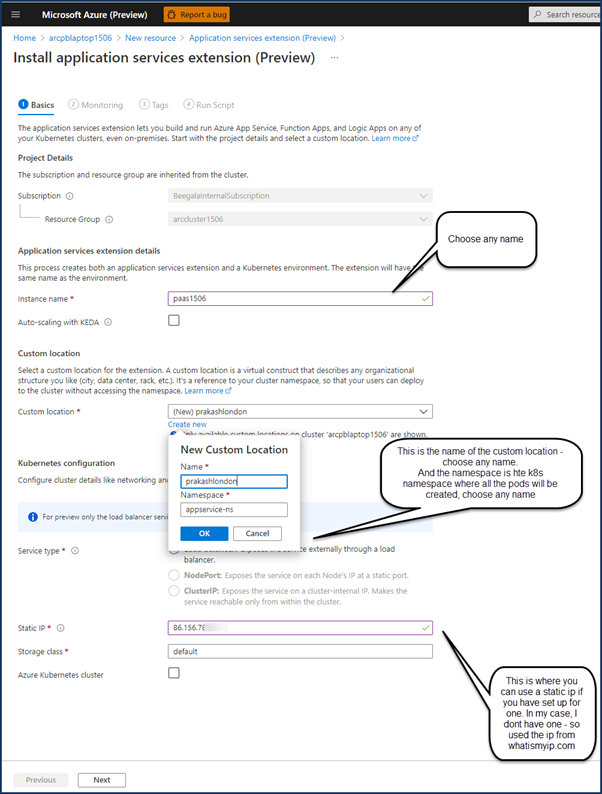 Microsoft Azure (Preview)
Report a bug
Search resource
Home > arcpblaptop1506 > New resource > Application services extension (Preview) >
Install application services extension (Preview) ...
1 Basics
2 Monitoring
3 Tags
4 Run Script
The application services extension lets you build and run Azure App Service, Function Apps, and Logic Apps on any of
your Kubernetes clusters, even on-premises. Start with the project details and select a custom location. Learn more
Project Details
The subscription and resource group are inherited from the cluster.
Subscription
BeegalaInternalSubscription
Resource Group
arccluster1506
Choose any name
Application services extension details
This process creates both an application services extension and a Kubernetes environment. The extension will have the
same name as the environment.
Instance name *
paas1506
Auto-scaling with KEDA
Custom location
Select a custom location for the extension. A custom location is a virtual construct that describes any organizational
structure you like (city, data center, rack, etc.). It's a reference to your cluster namespace, so that your users can deploy
to the cluster without accessing the namespace. Learn more
Custom location *
(New) prakashlondon
Create new
only available custom locations on cluster 'arcpblaptop1506' are shown.
New Custom Location
Name *
prakashlondon
Namespace *
appservice-ns
OK
Cancel
This is the name of the custom location -
choose any name.
And the namespace is hte k8s
namespace where all the pods will be
created, choose any name
Kubernetes configuration
Configure cluster details like networking and
For preview only the load balancer serv
Service type *
externally through a load
balancer.
NodePort: Exposes the service on each Node's IP at a static port.
ClusterIP: Exposes the service on a cluster-internal IP. Makes the
service reachable only from within the cluster.
Static IP *
86.156.78
Storage class *
default
Azure Kubernetes cluster
This is where you
can use a static ip if
you have set up for
one. In my case, I
dont have one - so
used the ip from
whatismyip.com
Previous
Next